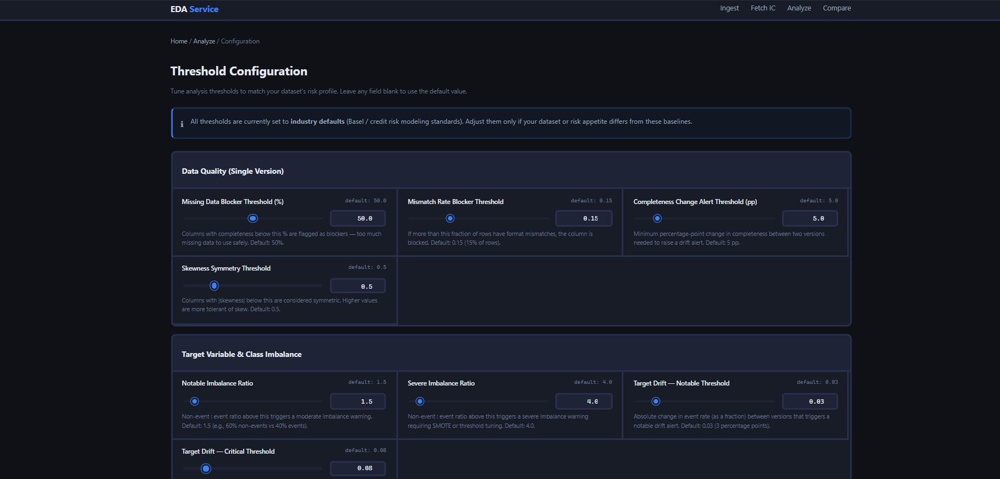 EDA Service
Ingest Fetch IC Analyze Compare
Home / Analyze / Configuration
Threshold Configuration
Tune analysis thresholds to match your dataset's risk profile. Leave any field blank to use the default value.
i All thresholds are currently set to industry defaults (Basel / credit risk modeling standards). Adjust them only if your dataset or risk appetite differs from these baselines.
Data Quality (Single Version)
Missing Data Blocker Threshold (%) default: 50.0
50.0
Columns with completeness below this % are flagged as blockers — too much
missing data to use safely. Default: 50%.
Mismatch Rate Blocker Threshold default: 0.15
0.15
If more than this fraction of rows have format mismatches, the column is
blocked. Default: 0.15 (15% of rows).
Completeness Change Alert Threshold (pp) default: 5.0
5.0
Minimum percentage-point change in completeness between two versions
needed to raise a drift alert. Default: 5 pp.
Skewness Symmetry Threshold default: 0.5
0.5
Columns with |skewness| below this are considered symmetric. Higher values
are more tolerant of skew. Default: 0.5.
Target Variable & Class Imbalance
Notable Imbalance Ratio default: 1.5
1.5
Non-event : event ratio above this triggers a moderate imbalance warning.
Default: 1.5 (e.g., 60% non-events vs 40% events).
Severe Imbalance Ratio default: 4.0
4.0
Non-event : event ratio above this triggers a severe imbalance warning
requiring SMOTE or threshold tuning. Default: 4.0.
Target Drift — Notable Threshold default: 0.03
0.03
Absolute change in event rate (as a fraction) between versions that triggers a
notable drift alert. Default: 0.03 (3 percentage points).
Target Drift — Critical Threshold default: 0.08
0.08